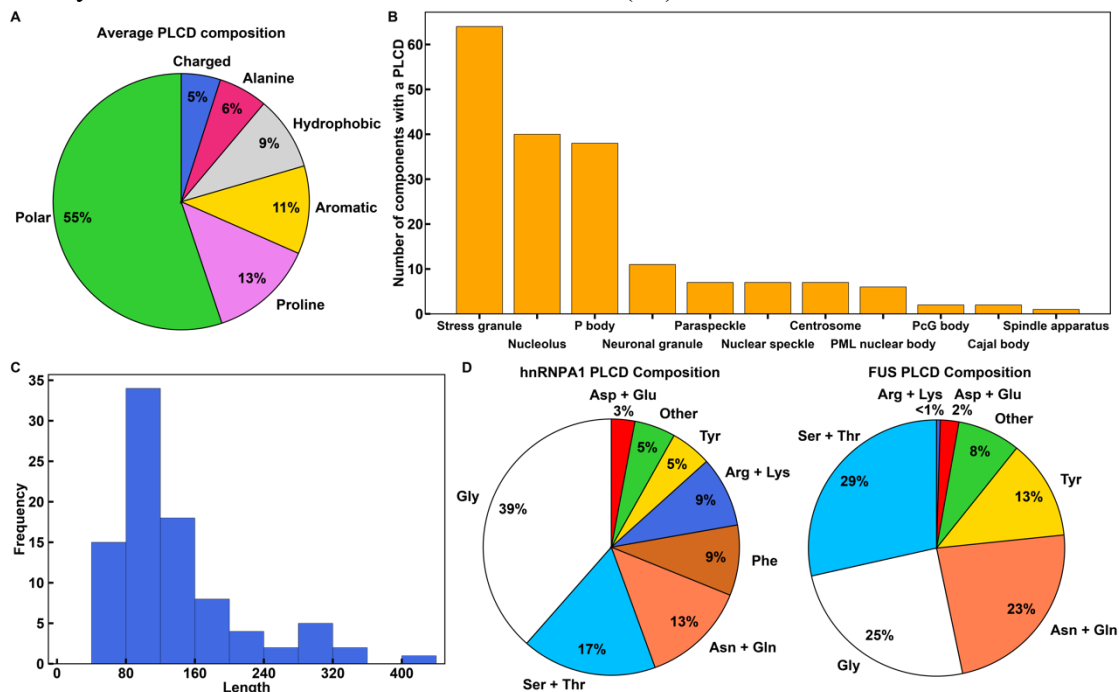 A
Average PLCD composition
Charged
5%
Alanine
6%
Hydrophobic
9%
Aromatic
11%
Proline
13%
Polar
55%
B
Number of components with a PLCD
60
50
40
30
20
10
0
Stress granule
Nucleolus
P body
Neuronal granule
Paraspeckle
Nuclear speckle
Centrosome
PML nuclear body
PcG body
Cajal body
Spindle apparatus
C
Frequency
35
30
25
20
15
10
5
0
0 80 160 240 320 400
Length
D
hnRNPA1 PLCD Composition
Asp + Glu
3%
Other
5%
Tyr
5%
Arg + Lys
9%
Phe
9%
Asn + Gln
13%
Ser + Thr
17%
Gly
39%
FUS PLCD Composition
Arg + Lys
<1%
Asp + Glu
2%
Other
8%
Tyr
13%
Asn + Gln
23%
Gly
25%
Ser + Thr
29%